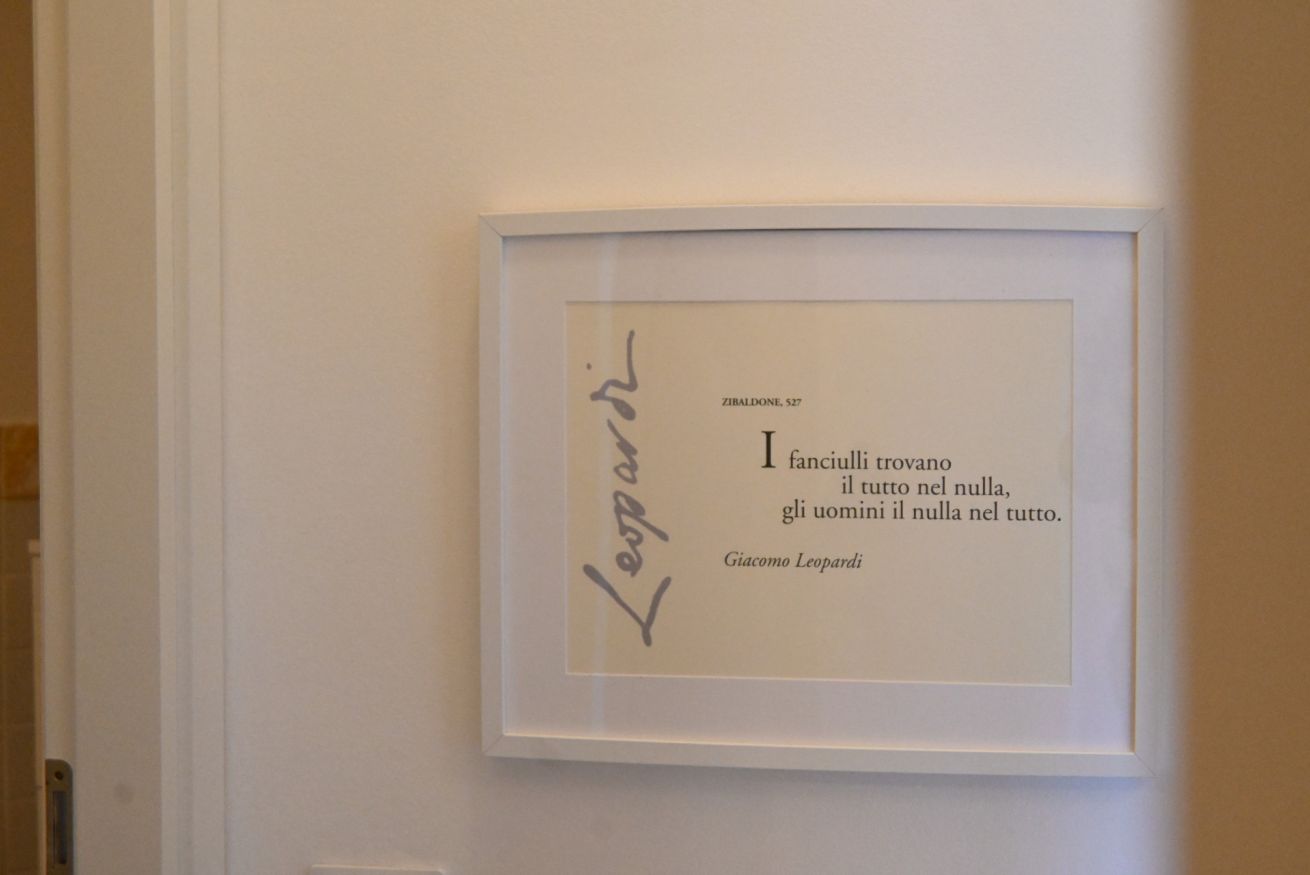 Leopardi
ZIBALDONE, 527
I fanciulli trovano
il tutto nel nulla,
gli uomini il nulla nel tutto.
Giacomo Leopardi